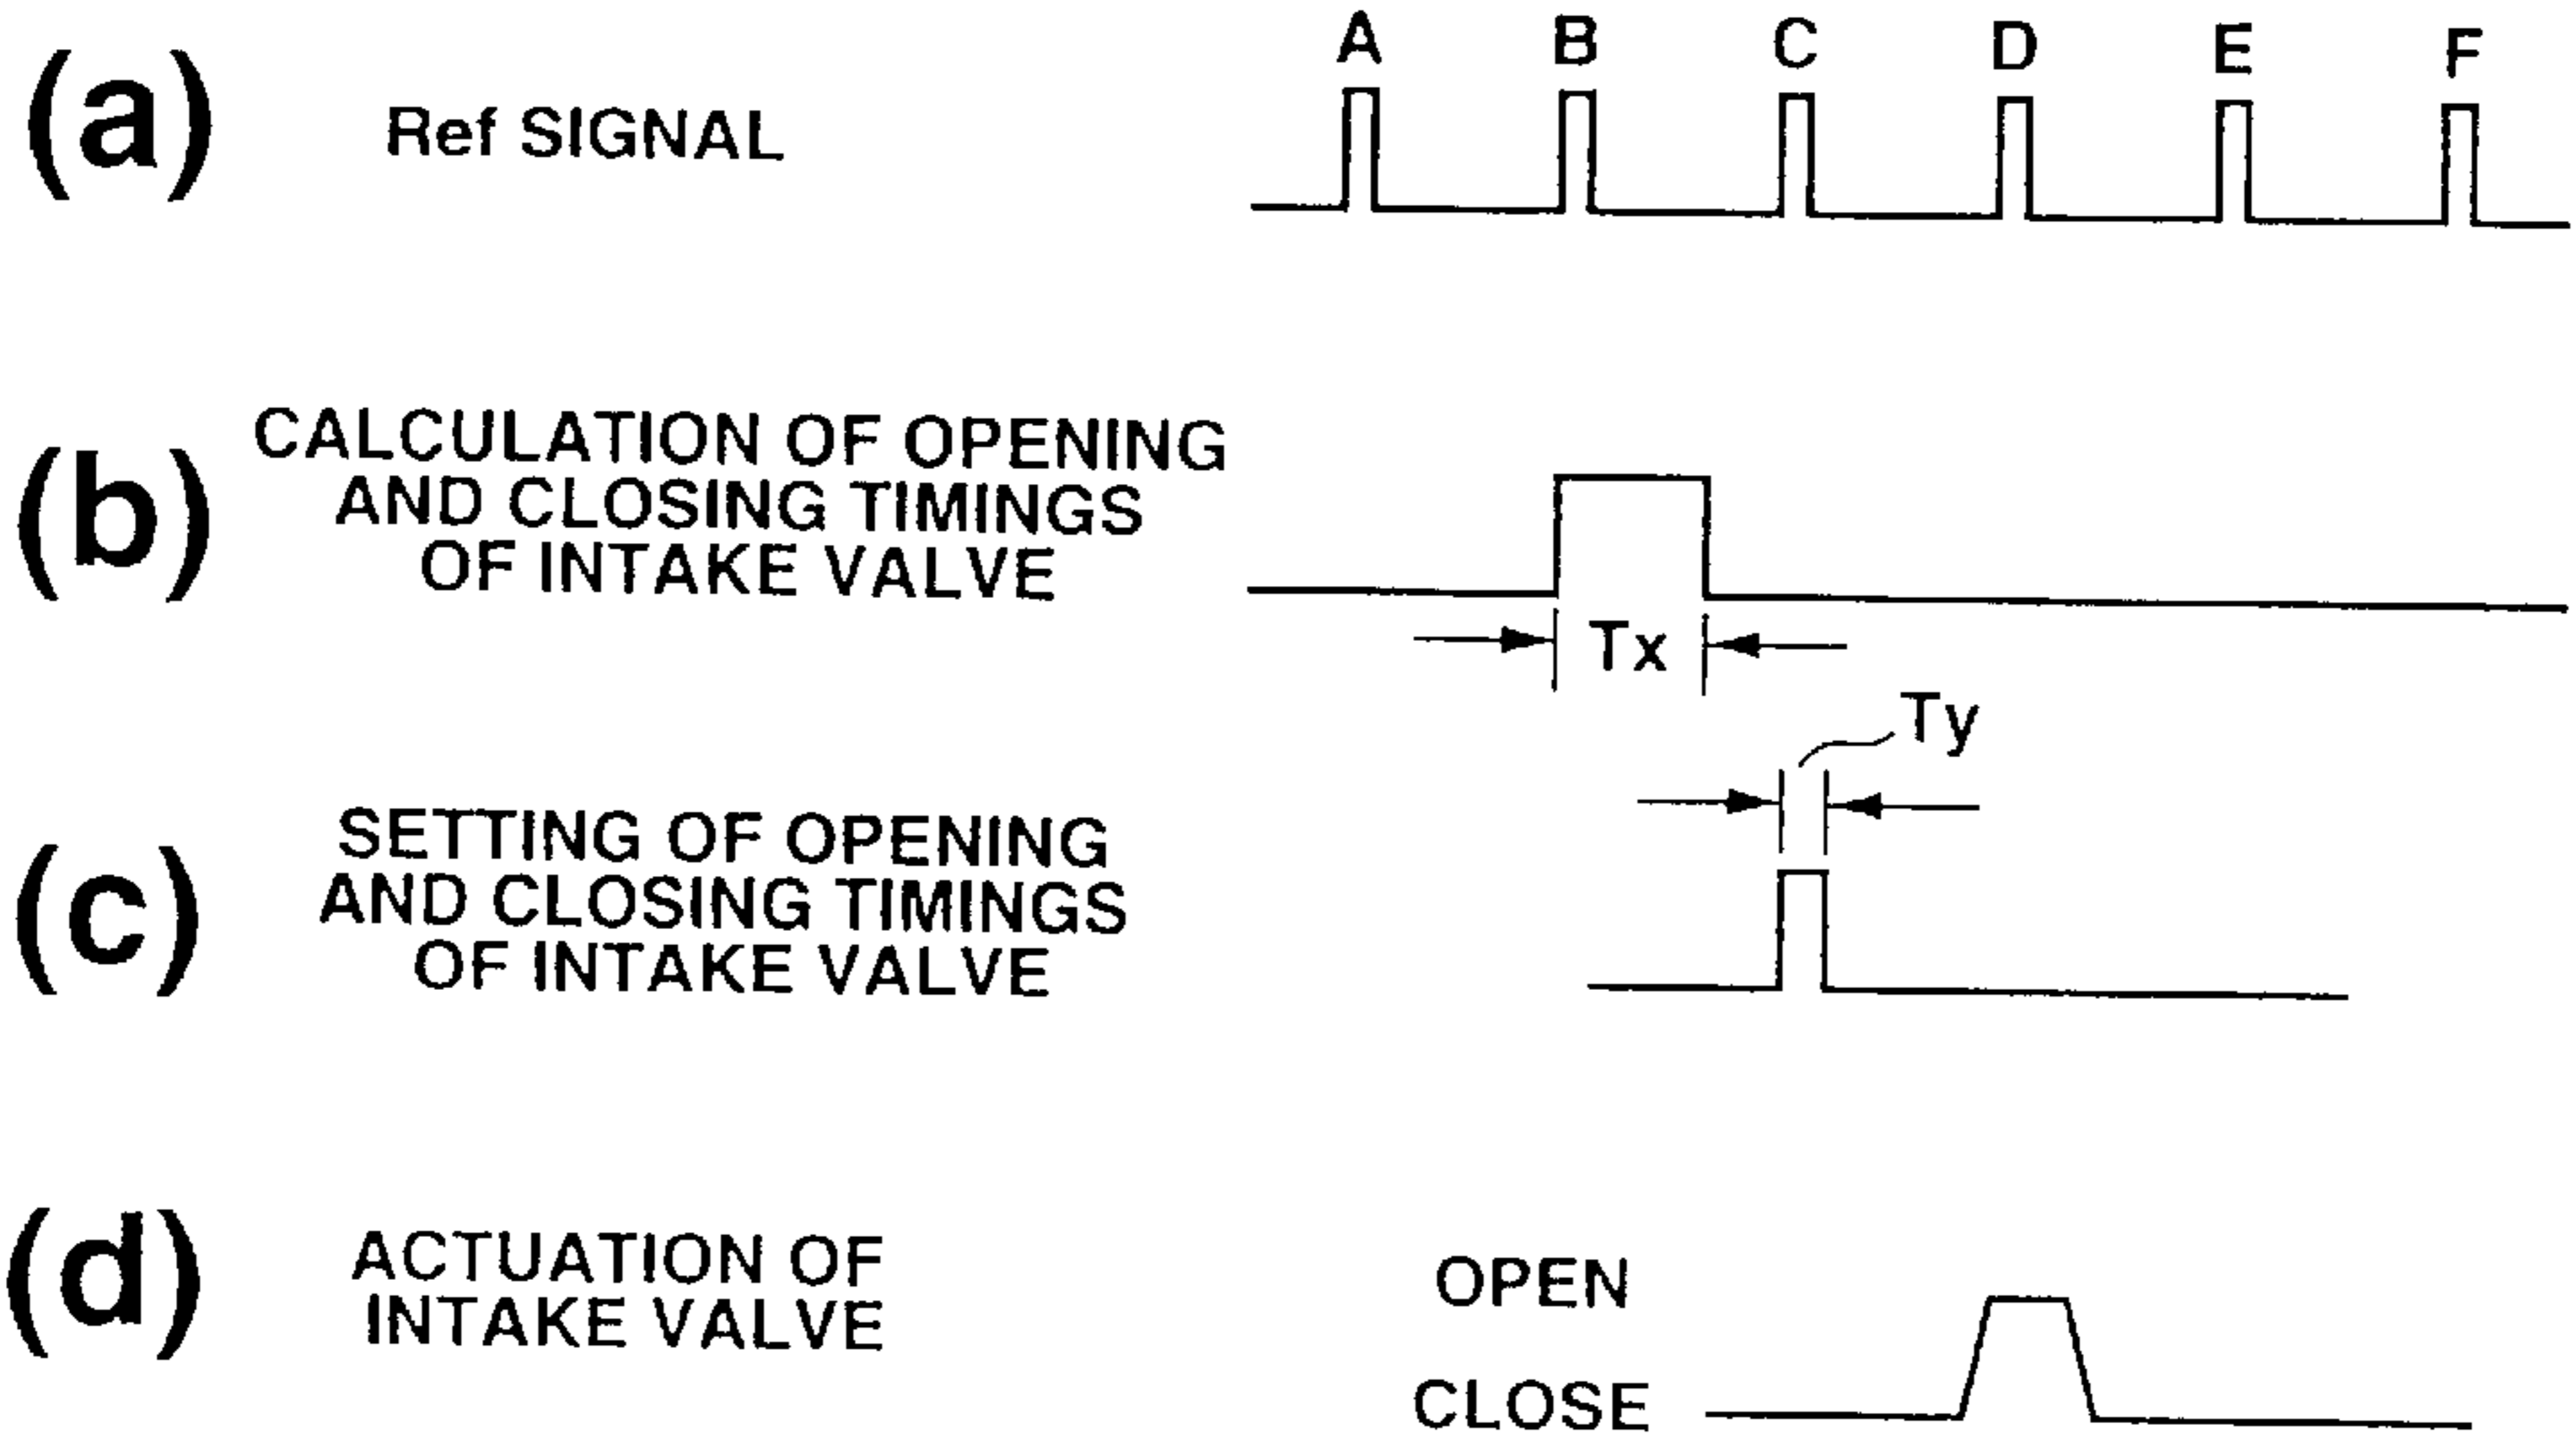 A B C D E F
(a) Ref SIGNAL
(b) CALCULATION OF OPENING
AND CLOSING TIMINGS
OF INTAKE VALVE
Tx
Ty
(c) SETTING OF OPENING
AND CLOSING TIMINGS
OF INTAKE VALVE
(d) ACTUATION OF
INTAKE VALVE
OPEN
CLOSE